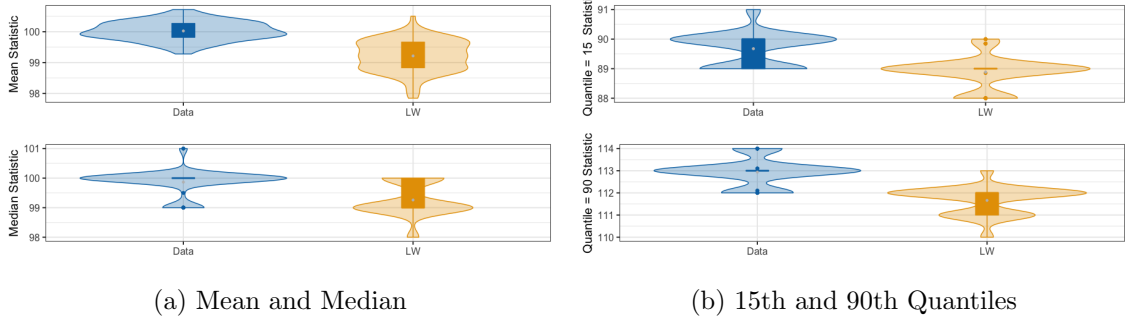 Mean Statistic
100
99
98
Data
LW
Median Statistic
101
100
99
98
Data
LW
(a) Mean and Median
Quantile = 15 Statistic
91
90
89
88
Data
LW
Quantile = 90 Statistic
114
113
112
111
110
Data
LW
(b) 15th and 90th Quantiles